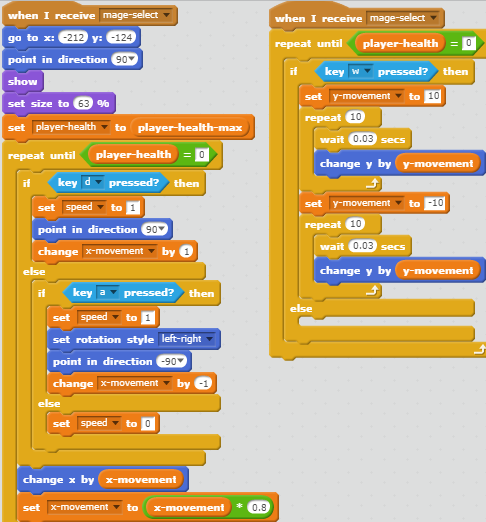 when I receive mage-select
go to x: -212 y: -124
point in direction 90
show
set size to 63 %
set player-health to player-health-max
repeat until player-health = 0
if key d pressed? then
set speed to 1
point in direction 90
change x-movement by 1
else
if key a pressed? then
set speed to 1
set rotation style left-right
point in direction -90
change x-movement by -1
else
set speed to 0
change x by x-movement
set x-movement to x-movement * 0.8
when I receive mage-select
repeat until player-health = 0
if key w pressed? then
set y-movement to 10
repeat 10
wait 0.03 secs
change y by y-movement
set y-movement to -10
repeat 10
wait 0.03 secs
change y by y-movement
else